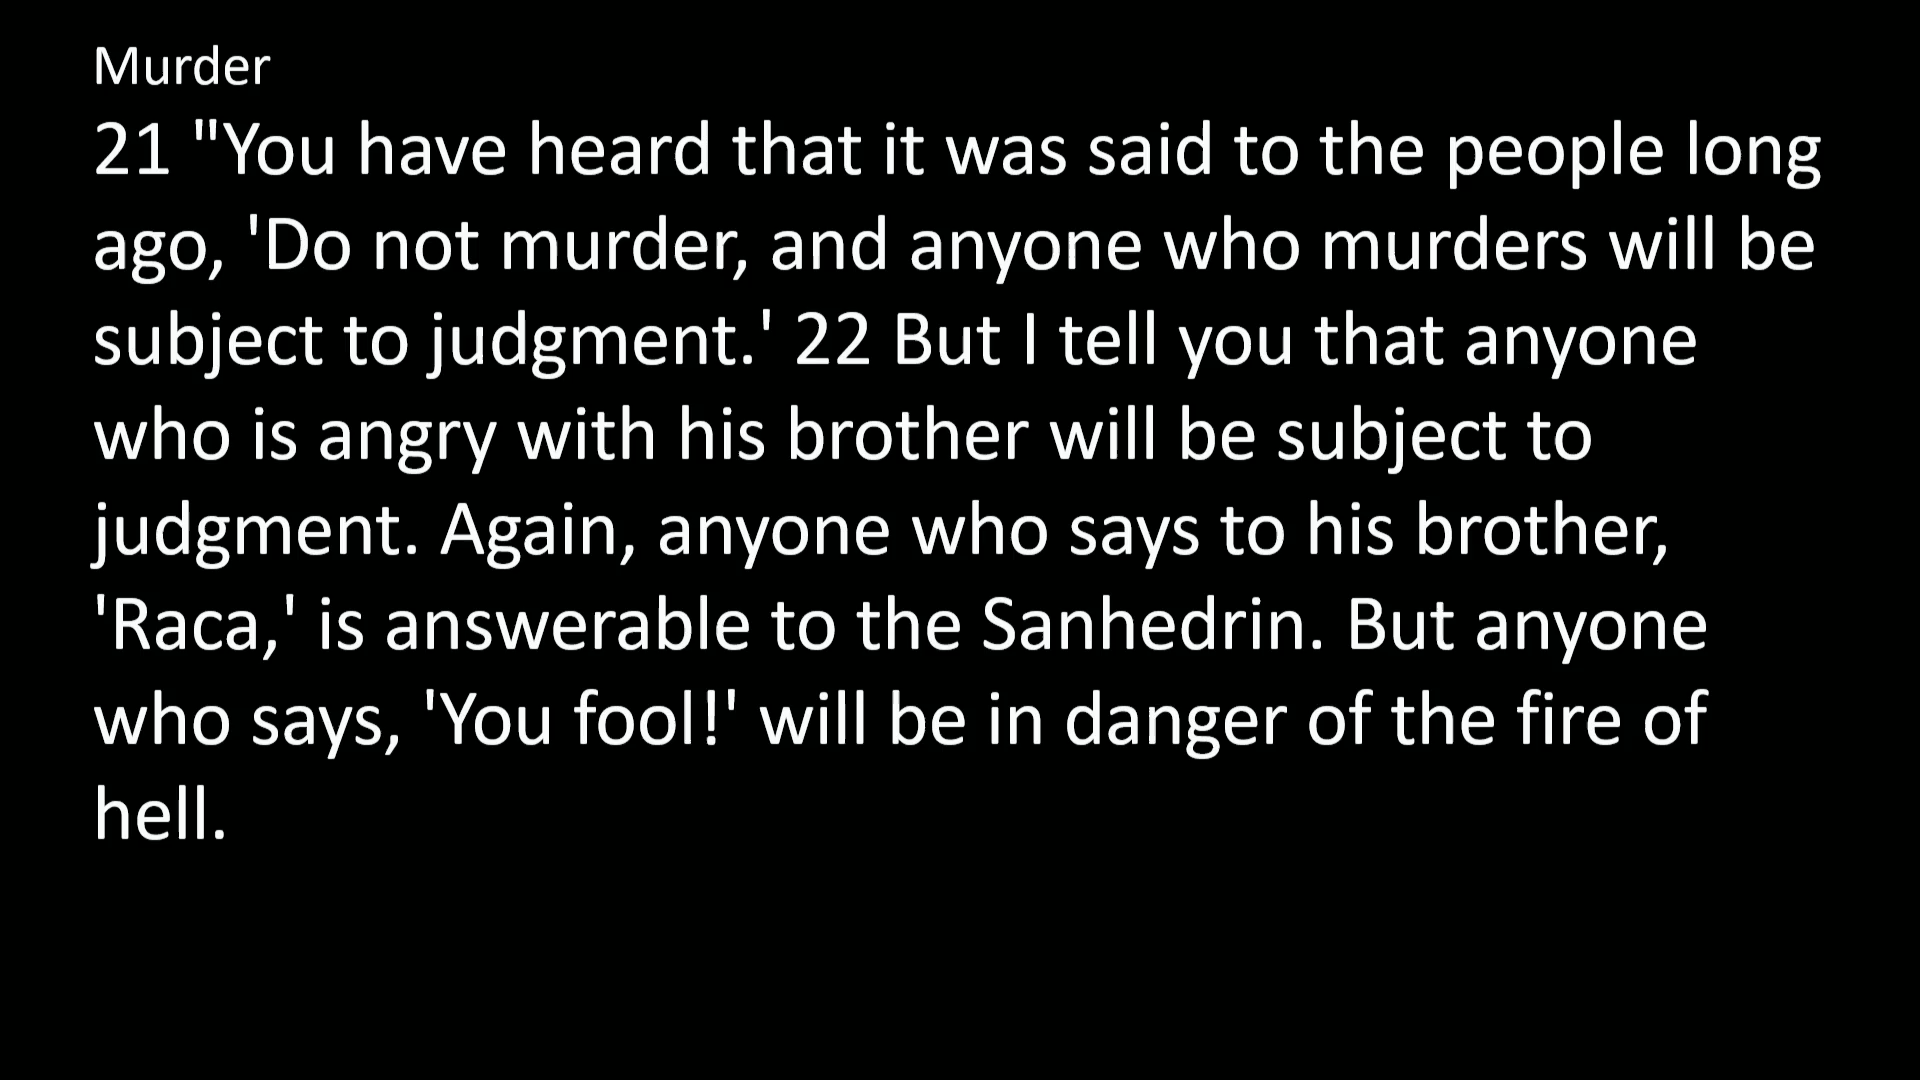 Murder
21 "You have heard that it was said to the people long
ago, 'Do not murder, and anyone who murders will be
subject to judgment.' 22 But I tell you that anyone
who is angry with his brother will be subject to
judgment. Again, anyone who says to his brother,
'Raca,' is answerable to the Sanhedrin. But anyone
who says, 'You fool!' will be in danger of the fire of
hell.